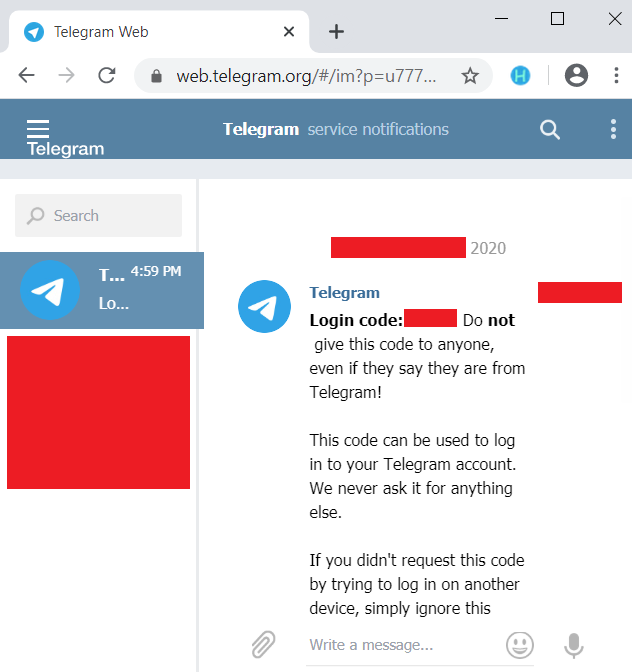 Telegram Web
web.telegram.org/#/im?p=u777...
Telegram
Telegram service notifications
Search
T... 4:59 PM
Lo...
2020
Telegram
Login code: Do not
give this code to anyone,
even if they say they are from
Telegram!
This code can be used to log
in to your Telegram account.
We never ask it for anything
else.
If you didn't request this code
by trying to log in on another
device, simply ignore this
Write a message...